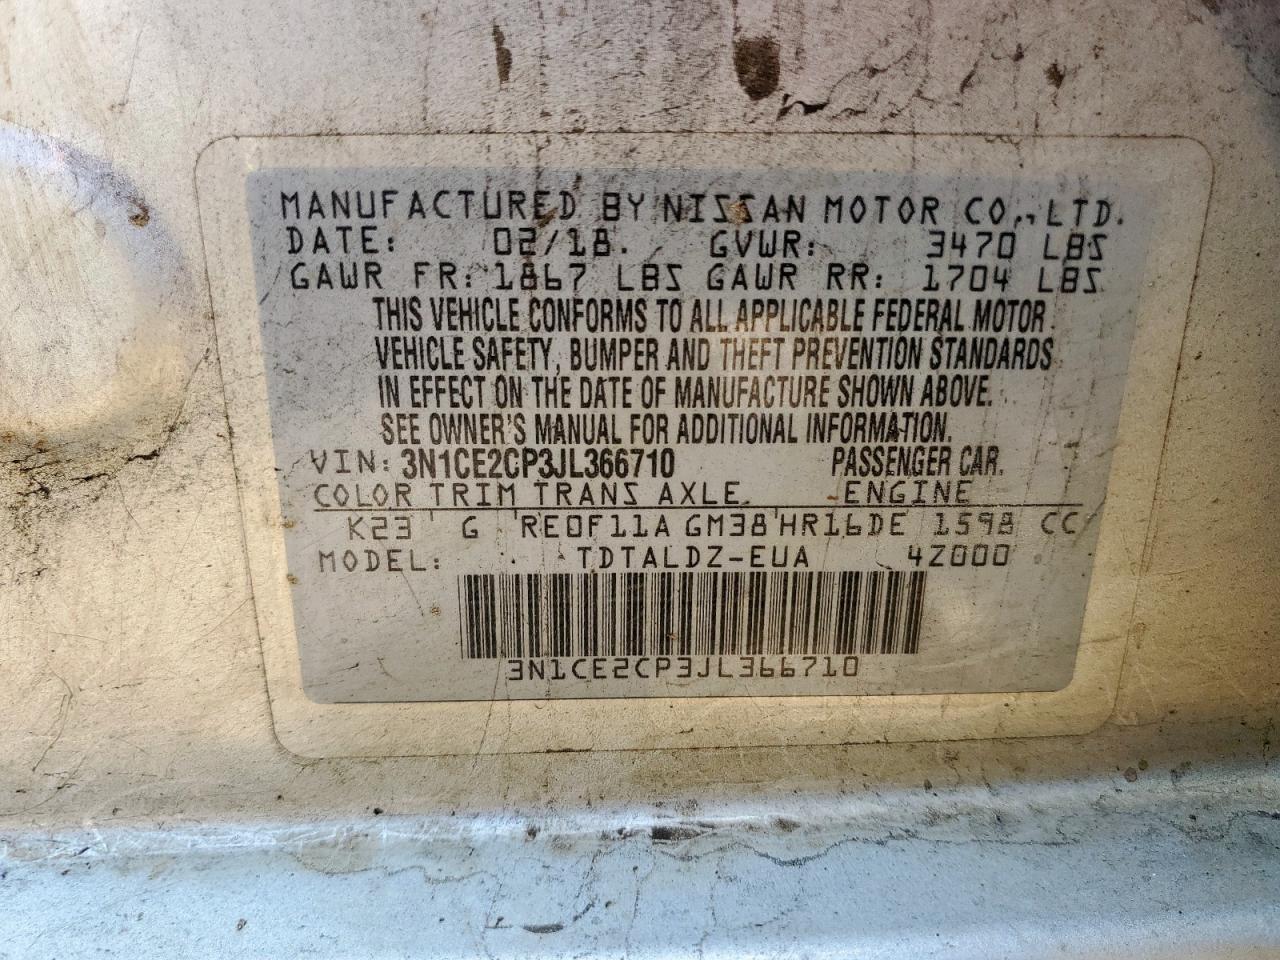 MANUFACTURED BY NISSAN MOTOR CO., LTD.
DATE: 02/18. GVWR: 3470 LBS
GAWR FR: 1867 LBS GAWR RR: 1704 LBS
THIS VEHICLE CONFORMS TO ALL APPLICABLE FEDERAL MOTOR
VEHICLE SAFETY, BUMPER AND THEFT PREVENTION STANDARDS
IN EFFECT ON THE DATE OF MANUFACTURE SHOWN ABOVE.
SEE OWNER'S MANUAL FOR ADDITIONAL INFORMATION.
VIN: 3N1CE2CP3JL366710 PASSENGER CAR.
COLOR TRIM TRANS AXLE ENGINE
K23 G RE0F11A GM38 HR16DE 1598 CC
MODEL: TDTALDZ-EUA 4Z000
3N1CE2CP3JL366710